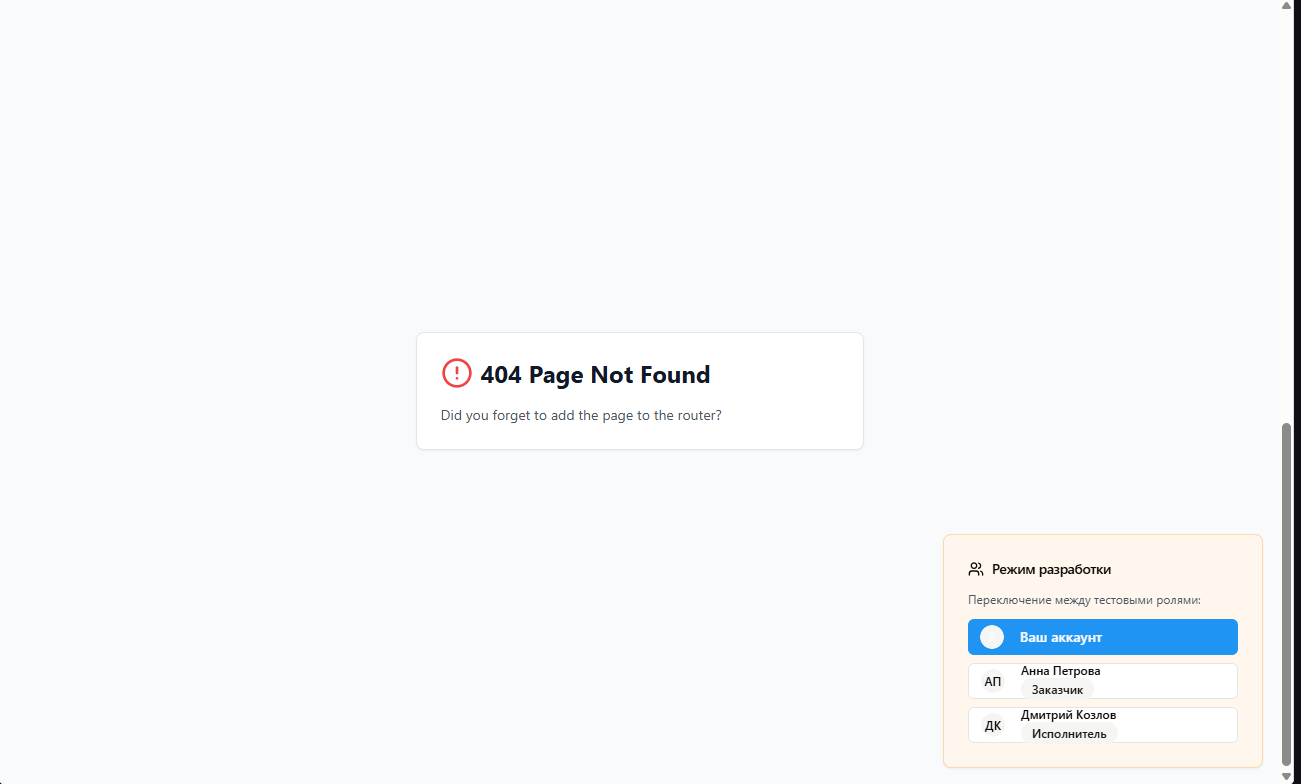 404 Page Not Found
Did you forget to add the page to the router?
Режим разработки
Переключение между тестовыми ролями:
Ваш аккаунт
АП
Анна Петрова
Заказчик
ДК
Дмитрий Козлов
Исполнитель